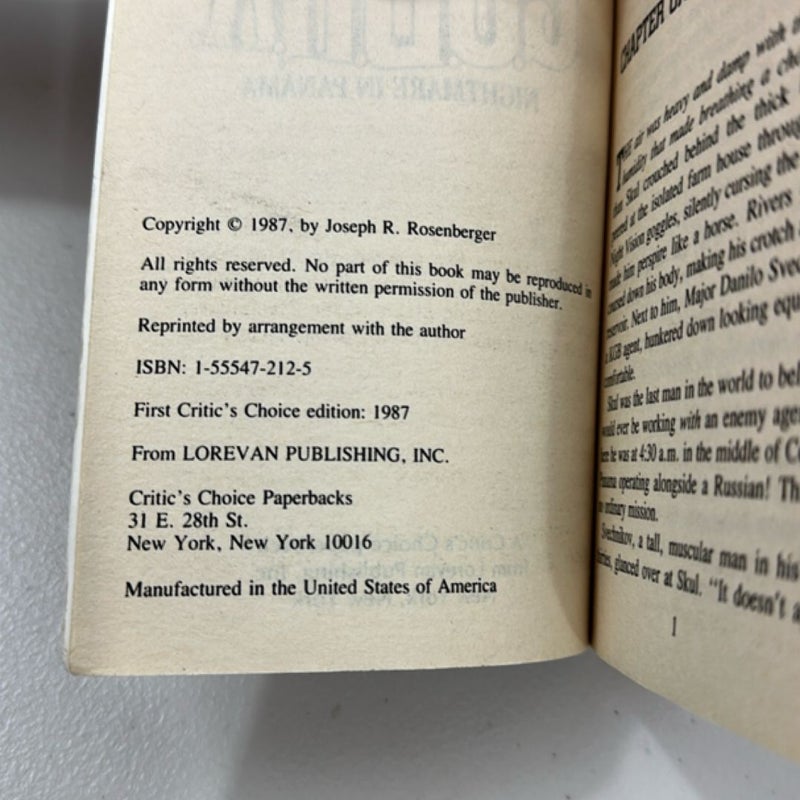 Copyright © 1987, by Joseph R. Rosenberger
All rights reserved. No part of this book may be reproduced in
any form without the written permission of the publisher.
Reprinted by arrangement with the author
ISBN: 1-55547-212-5
First Critic's Choice edition: 1987
From LOREVAN PUBLISHING, INC.
Critic's Choice Paperbacks
31 E. 28th St.
New York, New York 10016
Manufactured in the United States of America
CHAPTER
THE air was heavy and damp with
humidity that made breathing a
than Skul crouched behind the thick
peered at the isolated farm house through
Night Vision goggles, silently cursing the
made him perspire like a horse. Rivers
coursed down his body, making his crotch
reservoir. Next to him, Major Danilo
a KGB agent, hunkered down looking
comfortable.
Skul was the last man in the world to
would ever be working with an enemy
here he was at 4:30 a.m. in the middle of
Panama operating alongside a Russian!
no ordinary mission.
Svechnikov, a tall, muscular man in his
glanced over at Skul. "It doesn't
1